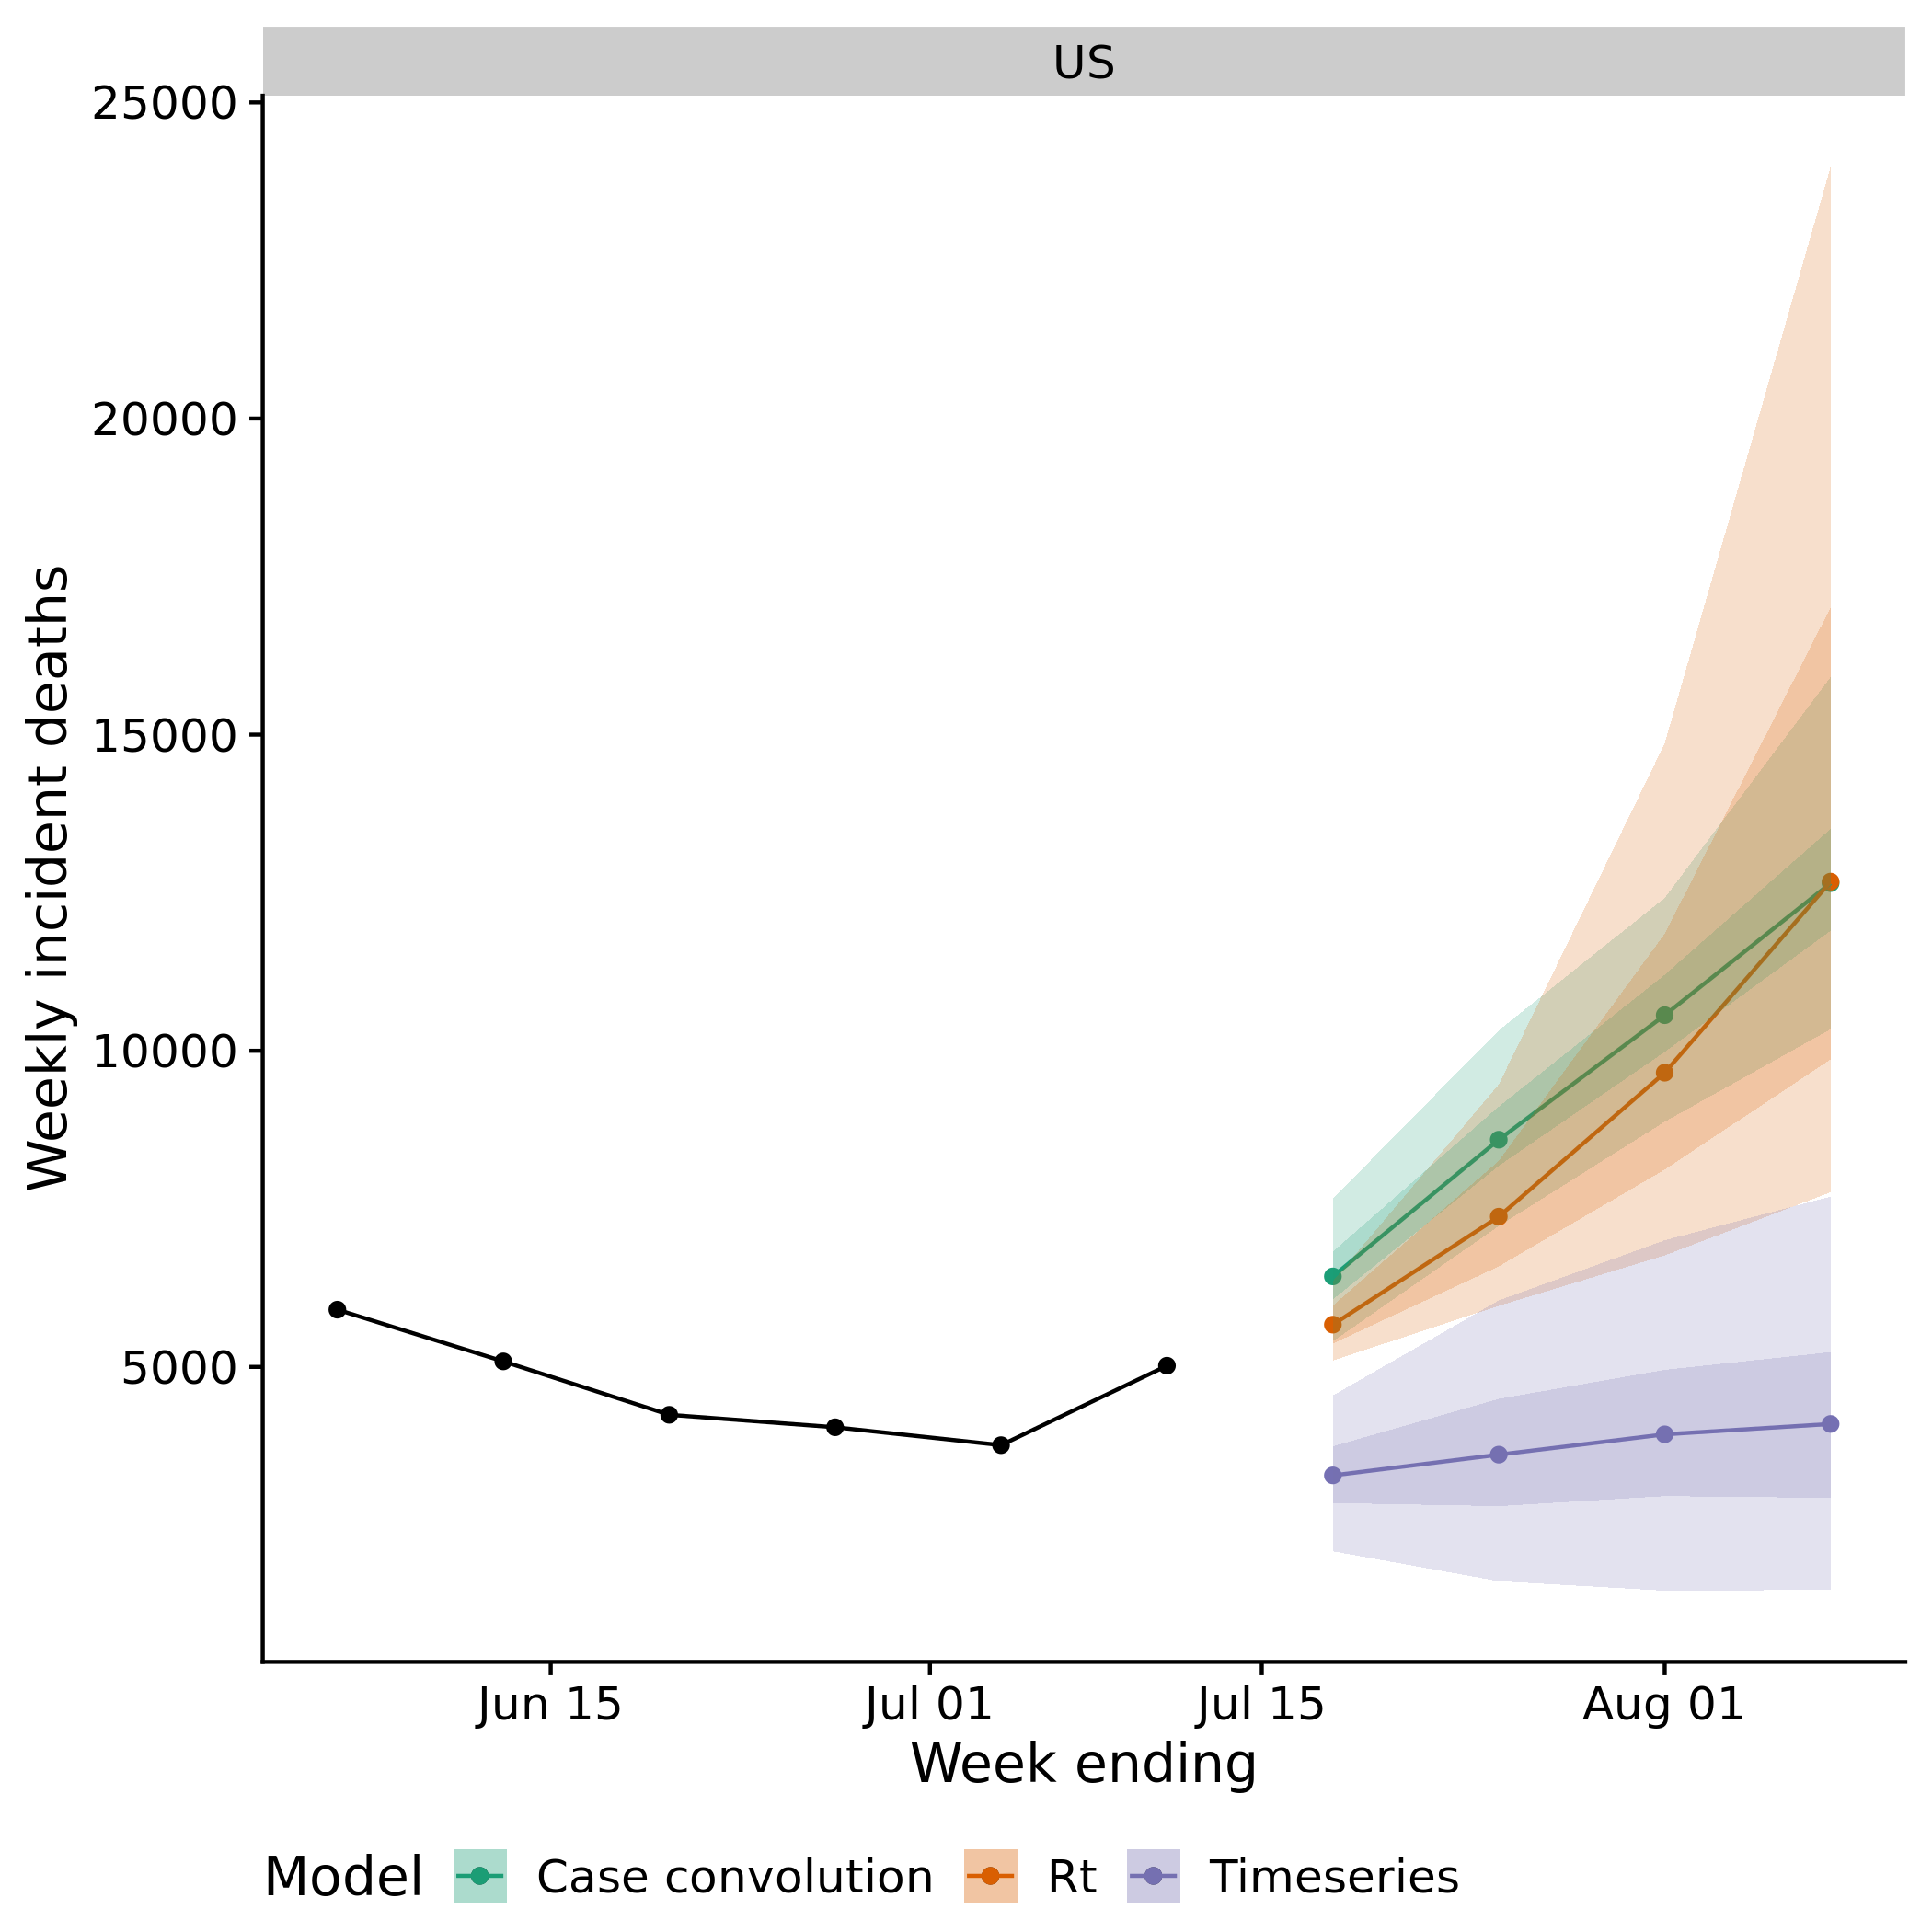 US
25000
20000
15000
10000
5000
Weekly incident deaths
Jun 15 Jul 01 Jul 15 Aug 01
Week ending
Model Case convolution Rt Timeseries